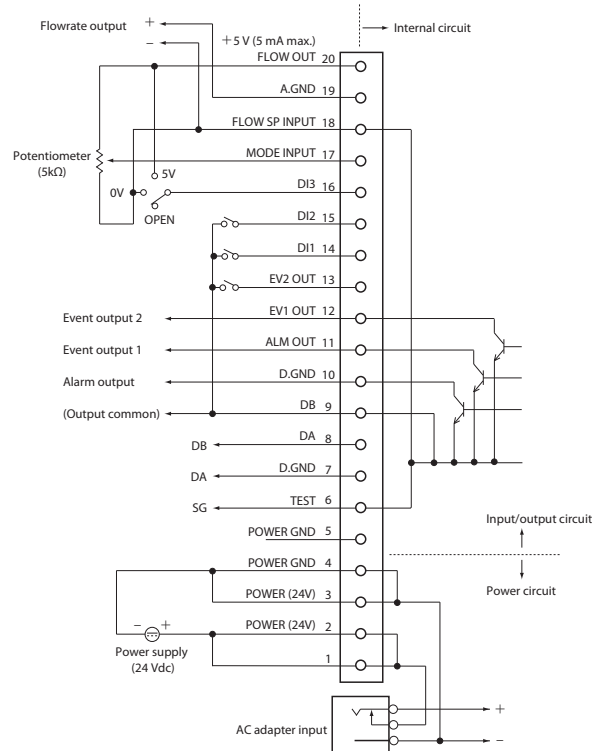 Flowrate output
+
−
+5 V (5 mA max.)
Internal circuit
FLOW OUT 20
A.GND 19
FLOW SP INPUT 18
MODE INPUT 17
Potentiometer
(5kΩ)
5V
0V
OPEN
DI3 16
DI2 15
DI1 14
EV2 OUT 13
Event output 2
EV1 OUT 12
Event output 1
ALM OUT 11
Alarm output
D.GND 10
(Output common)
DB 9
DB
DA 8
DA
D.GND 7
SG
TEST 6
Input/output circuit
POWER GND 5
POWER GND 4
Power circuit
POWER (24V) 3
POWER (24V) 2
− +
Power supply
(24 Vdc)
1
AC adapter input
+
−